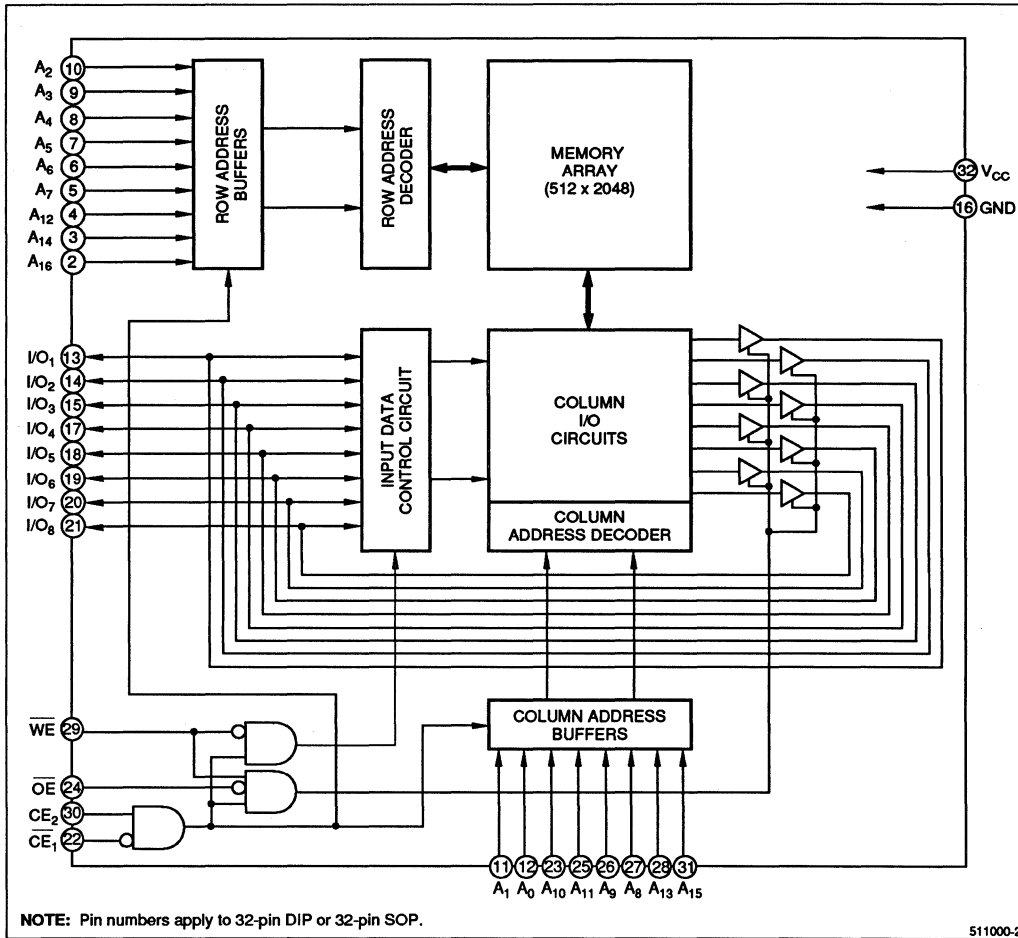 A₂ 10
A₃ 9
A₄ 8
A₅ 7
A₆ 6
A₇ 5
A₁₂ 4
A₁₄ 3
A₁₆ 2
ROW ADDRESS
BUFFERS
ROW ADDRESS
DECODER
MEMORY
ARRAY
(512 x 2048)
32 VCC
16 GND
I/O₁ 13
I/O₂ 14
I/O₃ 15
I/O₄ 17
I/O₅ 18
I/O₆ 19
I/O₇ 20
I/O₈ 21
INPUT DATA
CONTROL CIRCUIT
COLUMN
I/O
CIRCUITS
COLUMN
ADDRESS DECODER
W̅E̅ 29
O̅E̅ 24
CE₂ 30
C̅E̅₁ 22
COLUMN ADDRESS
BUFFERS
11 12 23 25 26 27 28 31
A₁ A₀ A₁₀ A₁₁ A₉ A₈ A₁₃ A₁₅
NOTE: Pin numbers apply to 32-pin DIP or 32-pin SOP.
511000-2